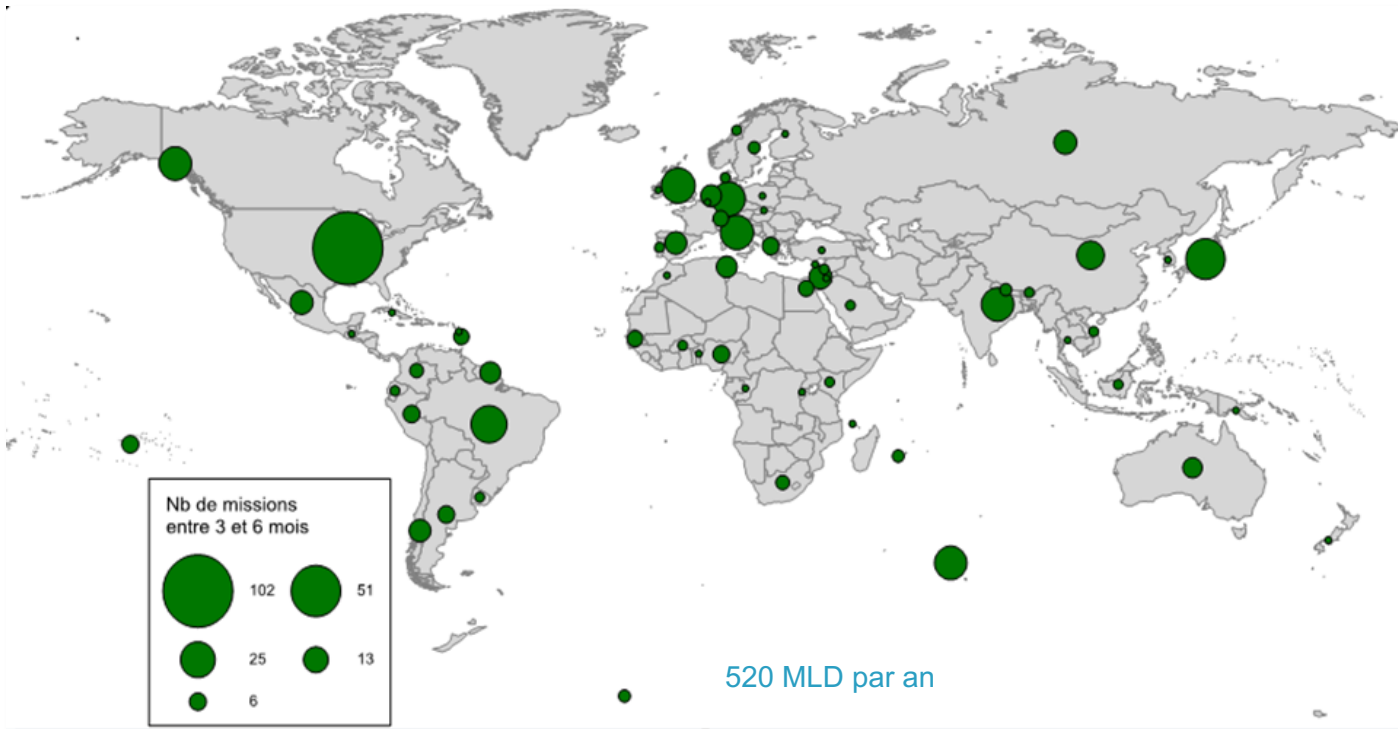 Nb de missions
entre 3 et 6 mois
102 51
25 13
6
520 MLD par an